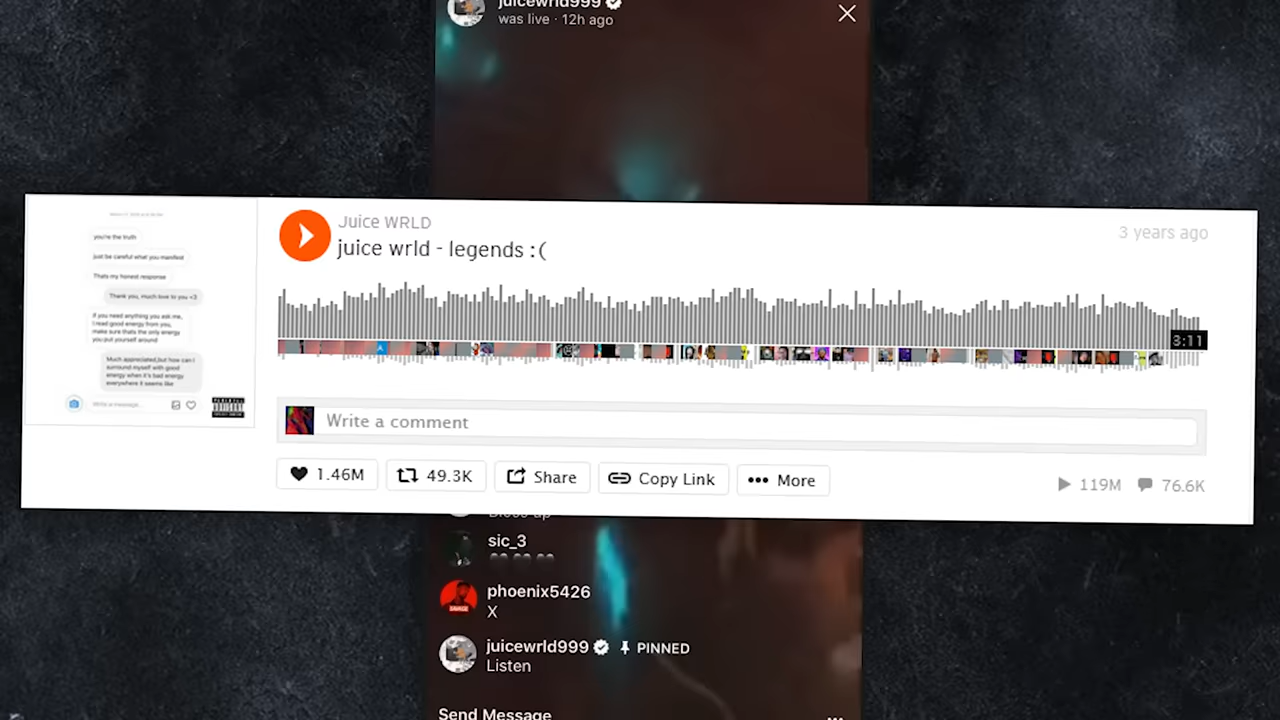 juicewrld999
was live · 12h ago
Juice WRLD
3 years ago
juice wrld - legends :(
you're the truth
just be careful what you manifest
Thats my honest response
Thank you, much love to you <3
If you need anything you ask me,
I read good energy from you,
make sure thats the only energy
you put yourself around
Much appreciated,but how can I
surround myself with good
energy when it's bad energy
everywhere it seems like
Write a message...
3:11
Write a comment
1.46M
49.3K
Share
Copy Link
More
119M
76.6K
sic_3
phoenix5426
X
juicewrld999 PINNED
Listen
Send Message